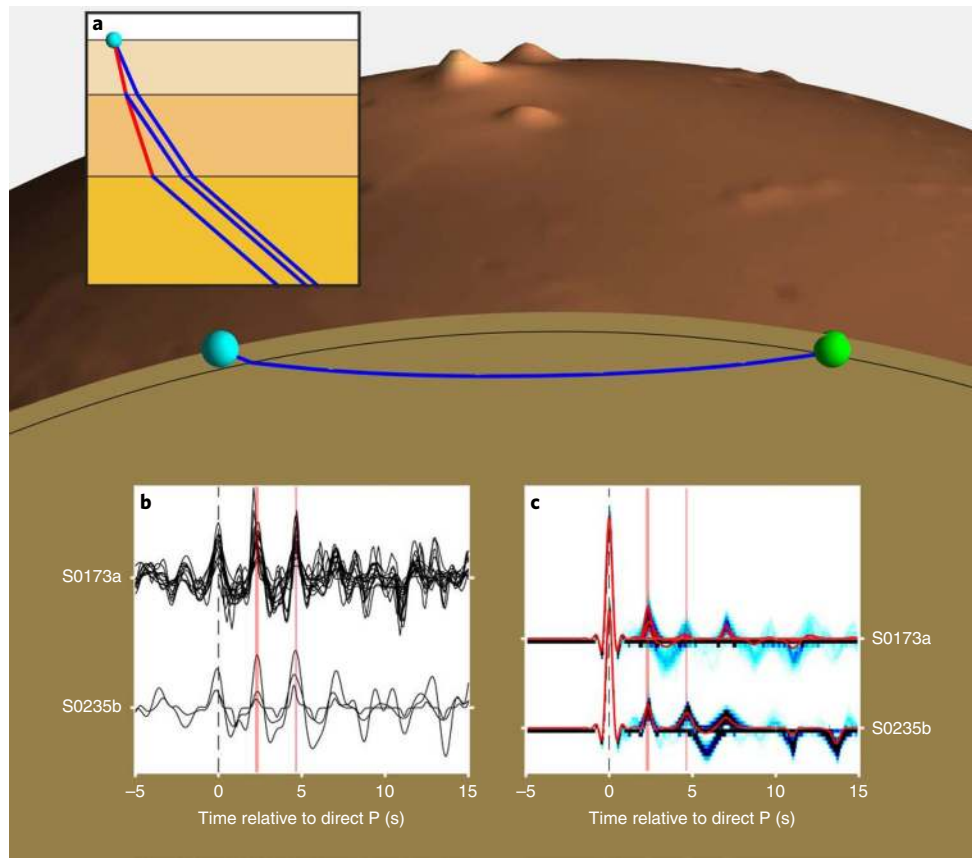 a
b
S0173a
S0235b
–5
0
5
10
15
Time relative to direct P (s)
c
S0173a
S0235b
–5
0
5
10
15
Time relative to direct P (s)